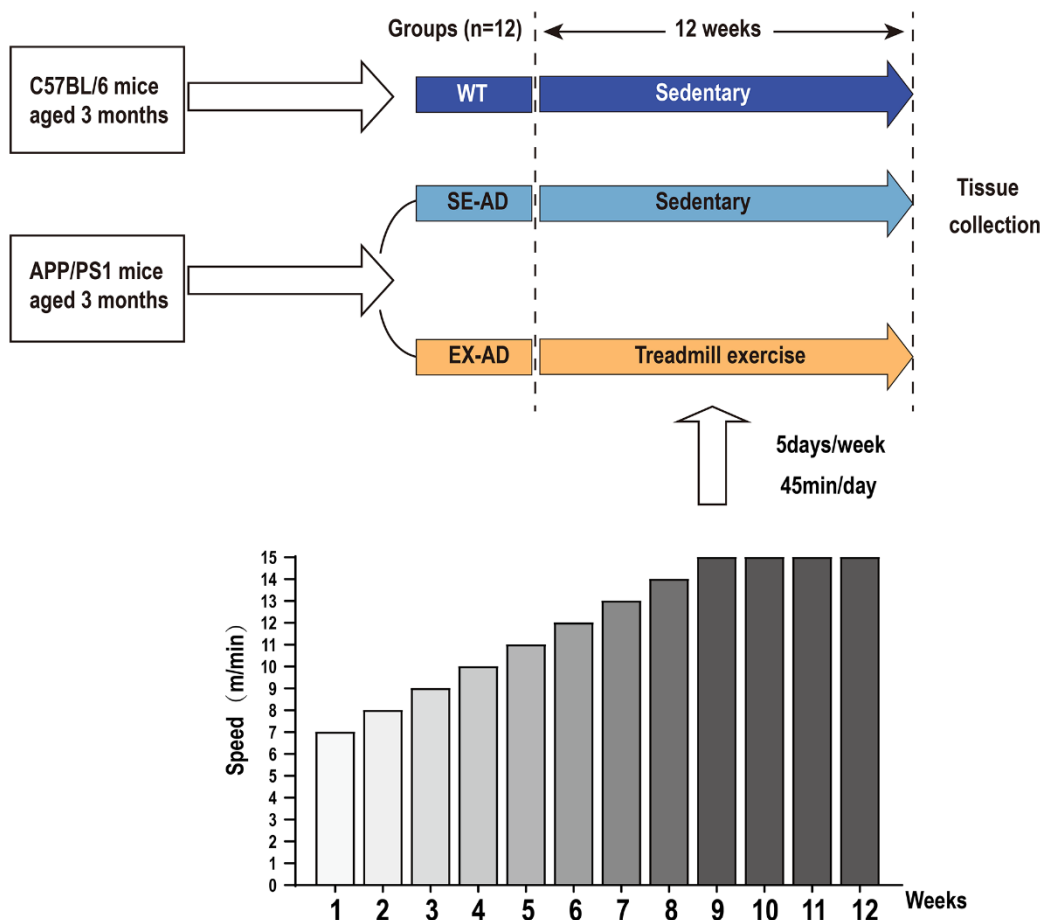 Groups (n=12)
12 weeks
C57BL/6 mice
aged 3 months
WT
Sedentary
SE-AD
Sedentary
Tissue
collection
APP/PS1 mice
aged 3 months
EX-AD
Treadmill exercise
5days/week
45min/day
Speed（m/min）
15
14
13
12
11
10
9
8
7
6
5
4
3
2
1
0
1 2 3 4 5 6 7 8 9 10 11 12
Weeks